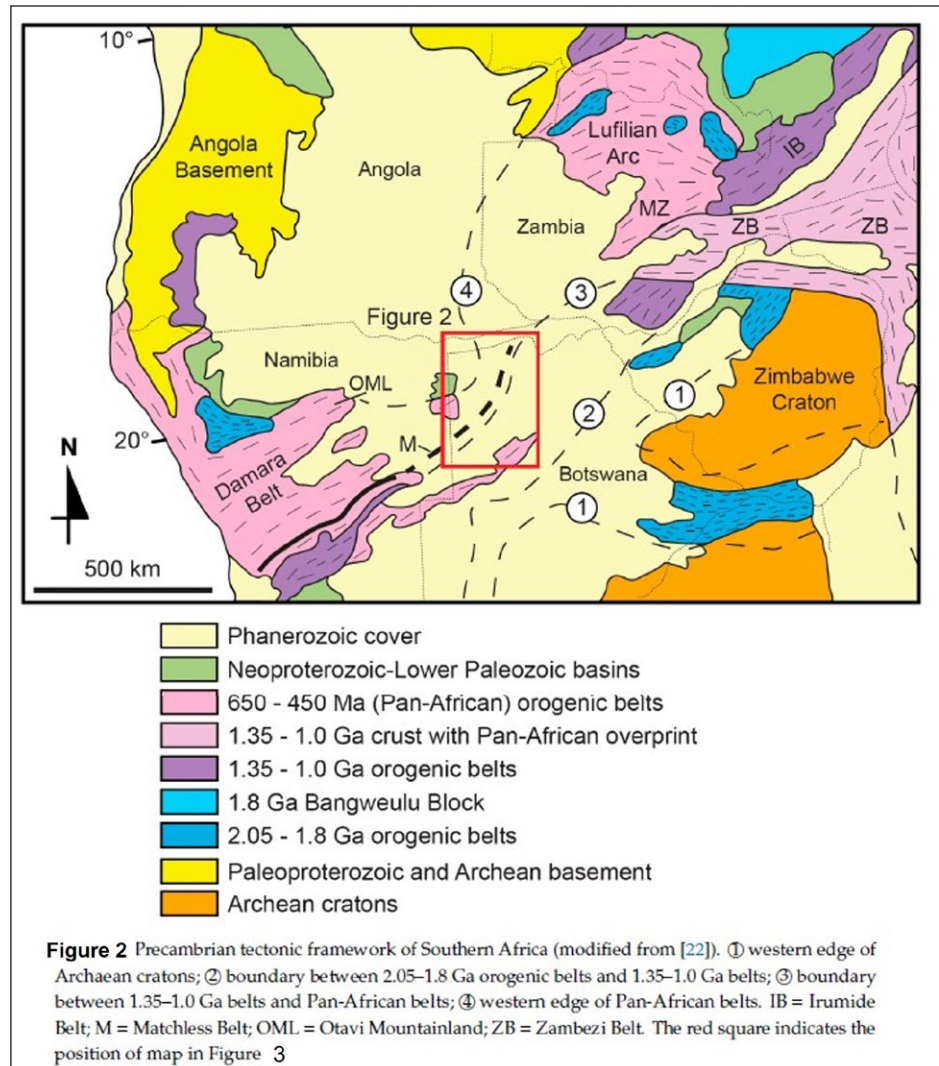 10°
Angola
Basement
Angola
Lufilian
Arc
IB
MZ
Zambia
ZB
ZB
4
3
Figure 2
Namibia
OML
Zimbabwe
Craton
1
2
20°
N
M
Damara
Belt
Botswana
1
500 km
Phanerozoic cover
Neoproterozoic-Lower Paleozoic basins
650 - 450 Ma (Pan-African) orogenic belts
1.35 - 1.0 Ga crust with Pan-African overprint
1.35 - 1.0 Ga orogenic belts
1.8 Ga Bangweulu Block
2.05 - 1.8 Ga orogenic belts
Paleoproterozoic and Archean basement
Archean cratons
Figure 2 Precambrian tectonic framework of Southern Africa (modified from [22]). ① western edge of
Archaean cratons; ② boundary between 2.05–1.8 Ga orogenic belts and 1.35–1.0 Ga belts; ③ boundary
between 1.35–1.0 Ga belts and Pan-African belts; ④ western edge of Pan-African belts. IB = Irumide
Belt; M = Matchless Belt; OML = Otavi Mountainland; ZB = Zambezi Belt. The red square indicates the
position of map in Figure 3